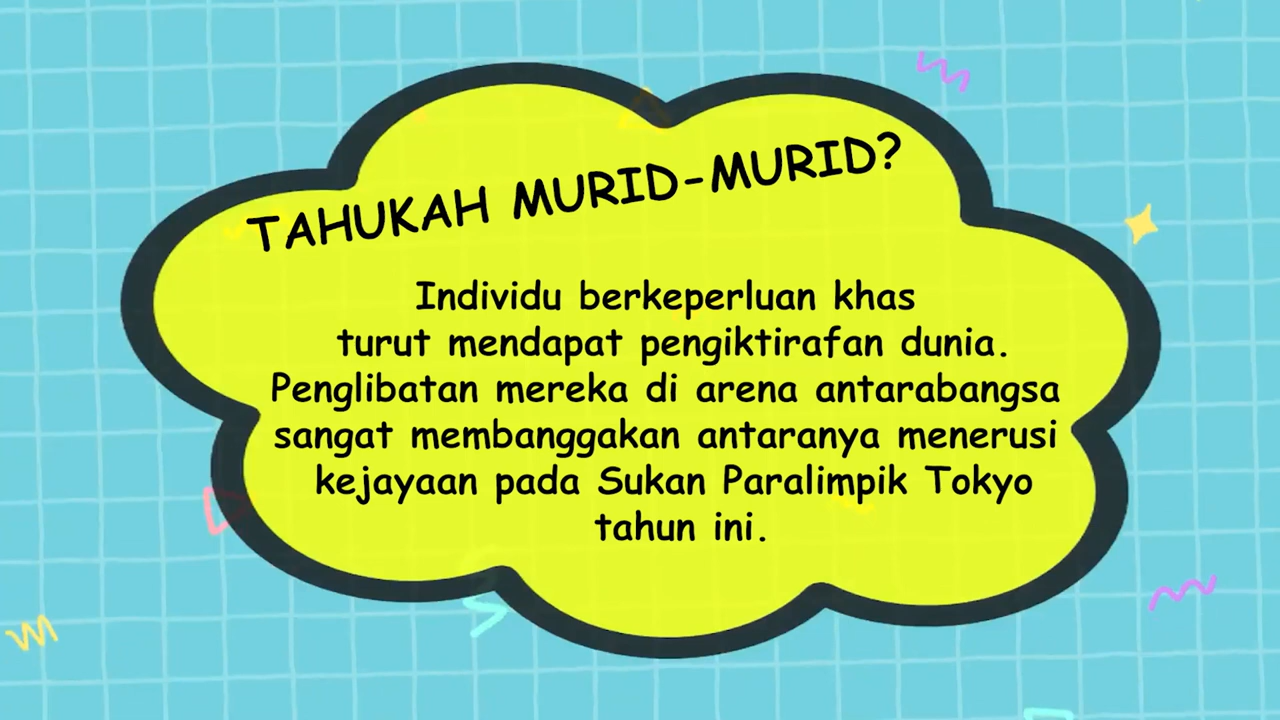 TAHUKAH MURID-MURID?
Individu berkeperluan khas
turut mendapat pengiktirafan dunia.
Penglibatan mereka di arena antarabangsa
sangat membanggakan antaranya menerusi
kejayaan pada Sukan Paralimpik Tokyo
tahun ini.